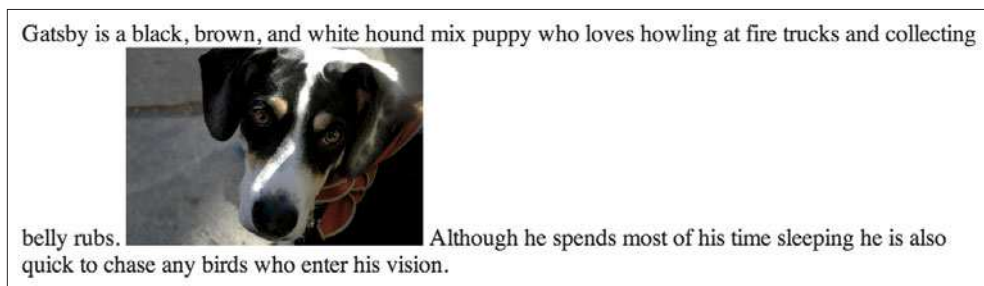 Gatsby is a black, brown, and white hound mix puppy who loves howling at fire trucks and collecting
belly rubs. Although he spends most of his time sleeping he is also
quick to chase any birds who enter his vision.